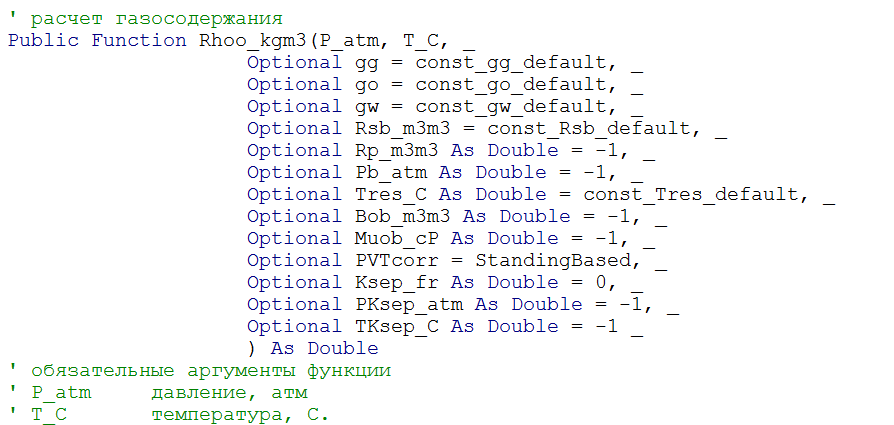 ' расчет газосодержания
Public Function Rhoo_kgm3(P_atm, T_C, _
Optional gg = const_gg_default, _
Optional go = const_go_default, _
Optional gw = const_gw_default, _
Optional Rsb_m3m3 = const_Rsb_default, _
Optional Rp_m3m3 As Double = -1, _
Optional Pb_atm As Double = -1, _
Optional Tres_C As Double = const_Tres_default, _
Optional Bob_m3m3 As Double = -1, _
Optional Muob_cP As Double = -1, _
Optional PVTcorr = StandingBased, _
Optional Ksep_fr As Double = 0, _
Optional PKsep_atm As Double = -1, _
Optional TKsep_C As Double = -1 _
) As Double
' обязательные аргументы функции
' P_atm     давление, атм
' T_C       температура, С.